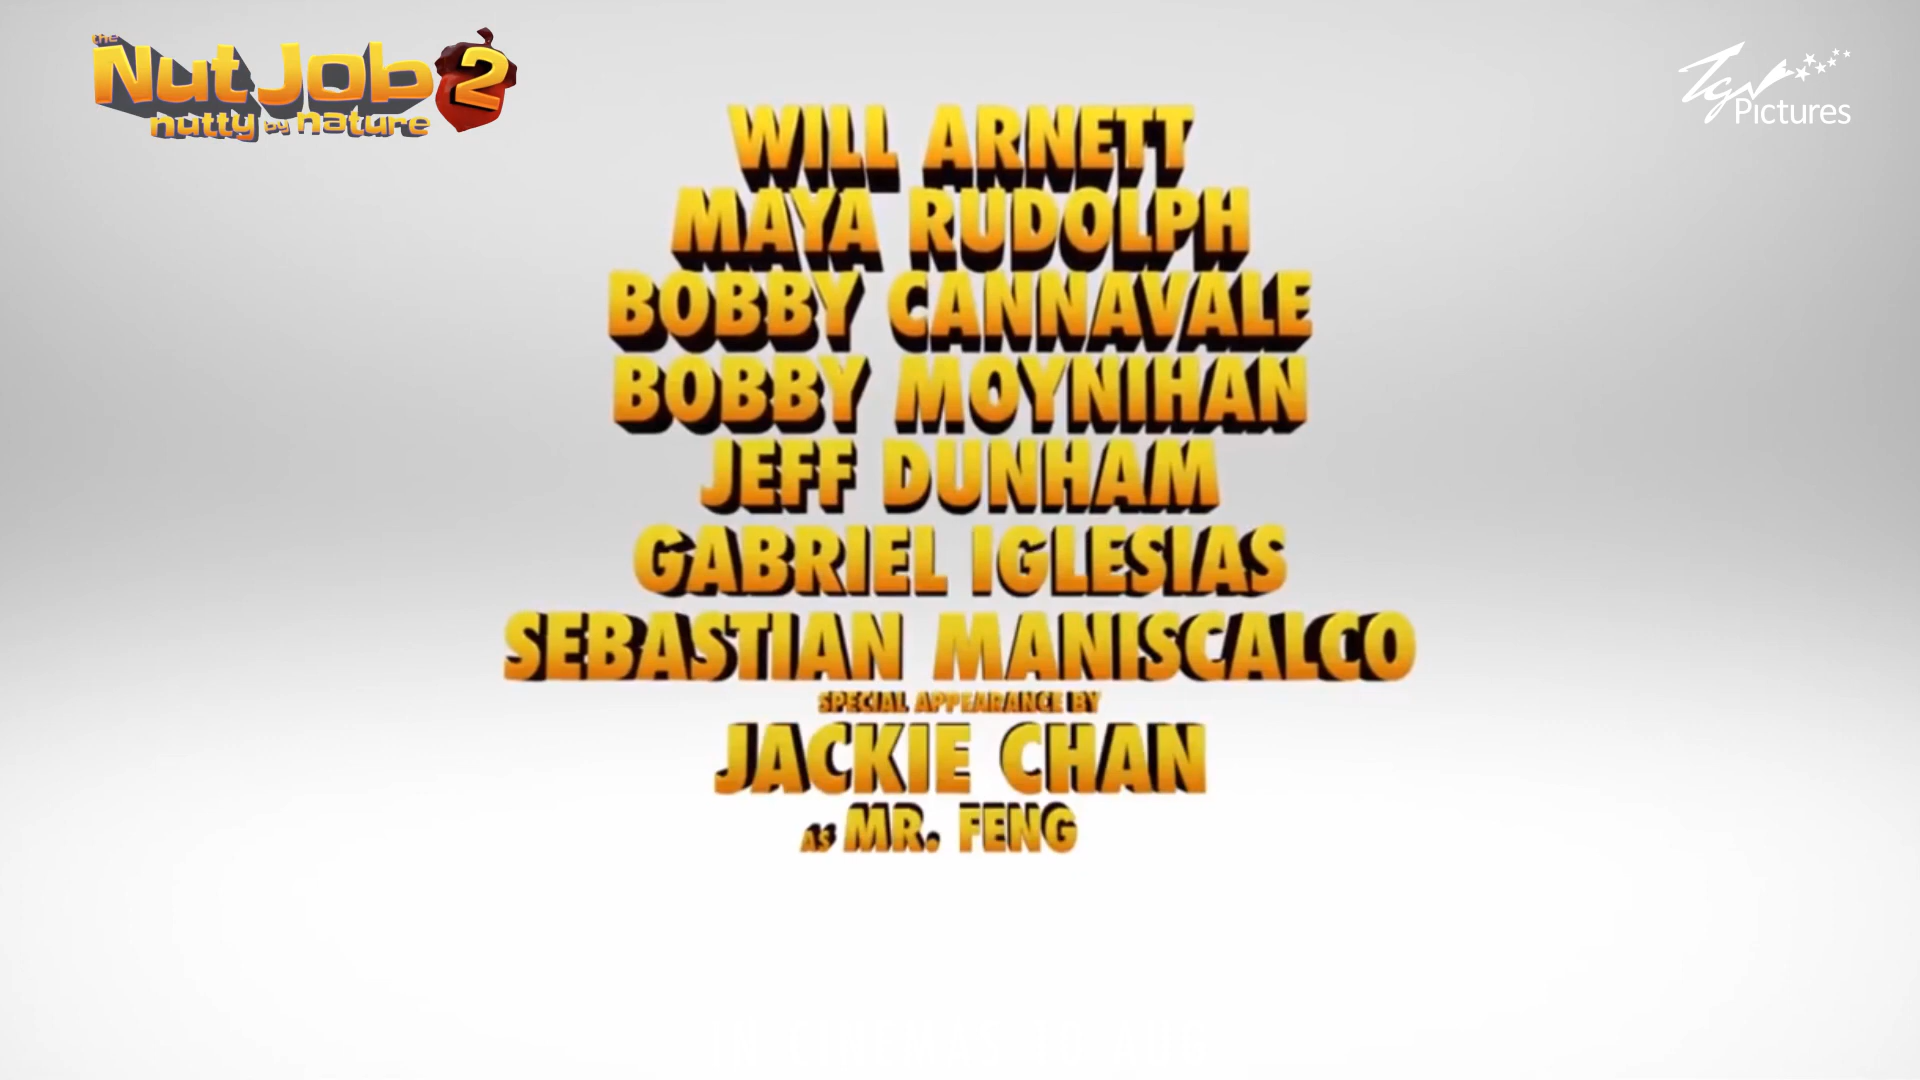 the
Nut Job 2
nutty by nature
TGV Pictures
WILL ARNETT
MAYA RUDOLPH
BOBBY CANNAVALE
BOBBY MOYNIHAN
JEFF DUNHAM
GABRIEL IGLESIAS
SEBASTIAN MANISCALCO
SPECIAL APPEARANCE BY
JACKIE CHAN
AS MR. FENG